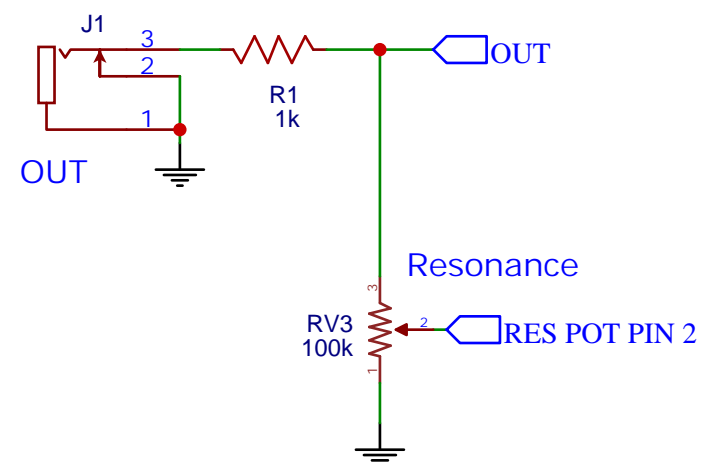 J1
3
2
1
OUT
R1
1k
OUT
Resonance
3
RV3
100k
2
1
RES POT PIN 2